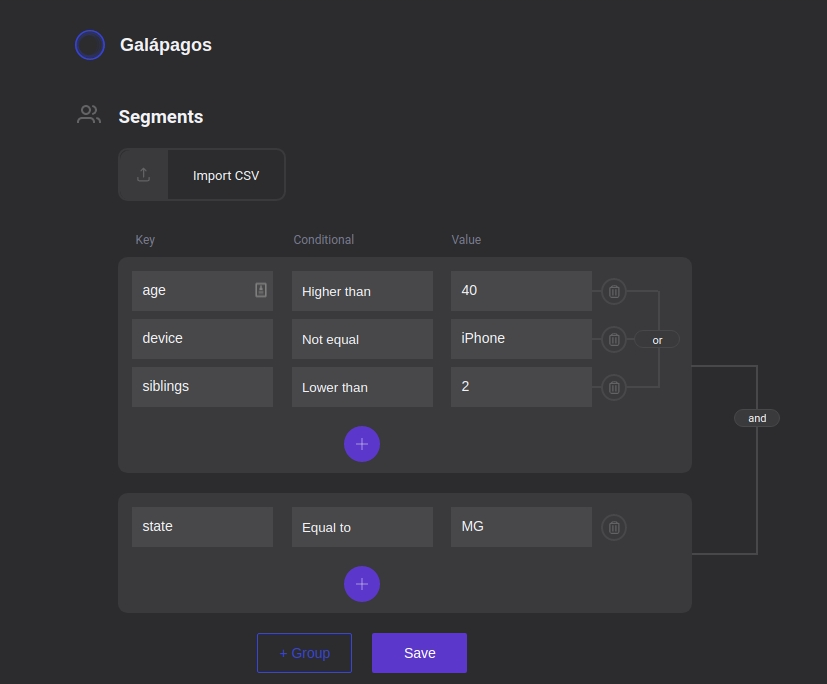 Galápagos
Segments
Import CSV
Key Conditional Value
age Higher than 40
device Not equal iPhone or
siblings Lower than 2
and
state Equal to MG
+ Group Save